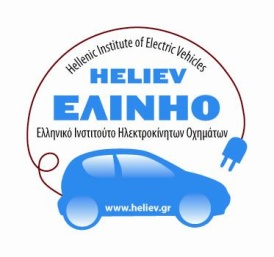 Hellenic Institute of Electric Vehicles
HELIEV
ΕΛΙΝΗΟ
Ελληνικό Ινστιτούτο Ηλεκτροκίνητων Οχημάτων
www.heliev.gr